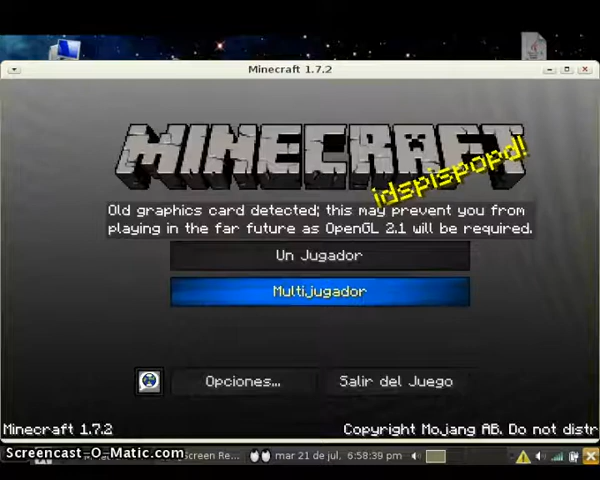 Minecraft 1.7.2
MINECRAFT
idspispopd!
Old graphics card detected; this may prevent you from
playing in the far future as OpenGL 2.1 will be required.
Un Jugador
Multijugador
Opciones...
Salir del Juego
Minecraft 1.7.2
Copyright Mojang AB. Do not distr
Screencast-O-Matic.com
Screen Re...
mar 21 de jul, 6:58:39 pm